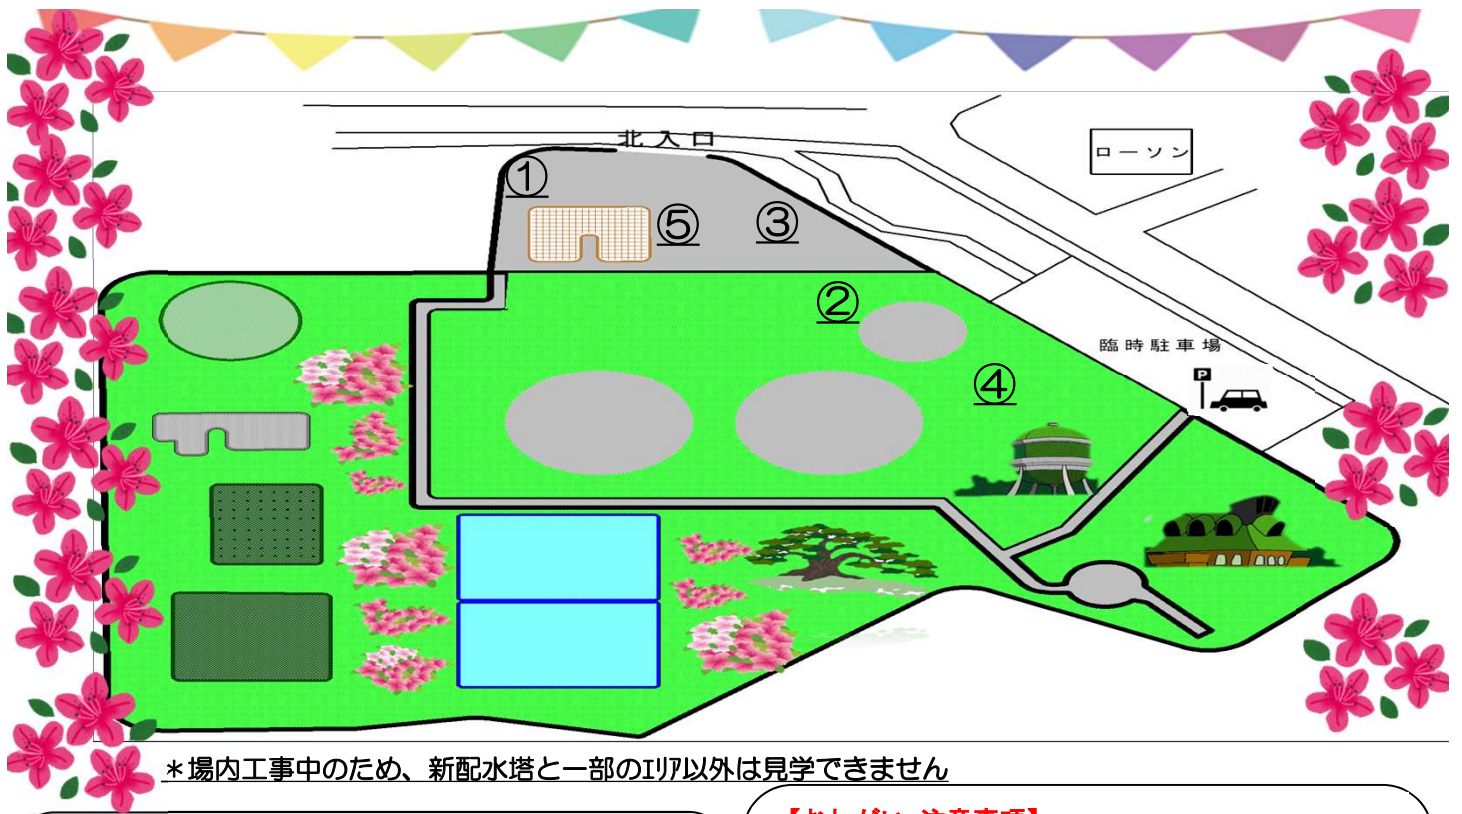 北入口
ローソン
①
⑤
③
②
臨時駐車場
P
④
＊場内工事中のため、新配水塔と一部のｴﾘｱ以外は見学できません